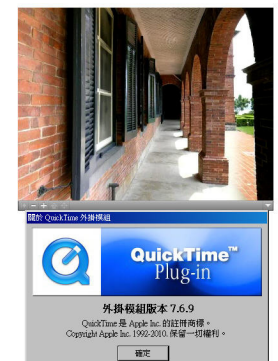 關於 QuickTime 外掛模組
QuickTime™
Plug-in
外掛模組版本 7.6.9
QuickTime 是 Apple Inc. 的註冊商標。
Copyright Apple Inc. 1992-2010. 保留一切權利。
確定